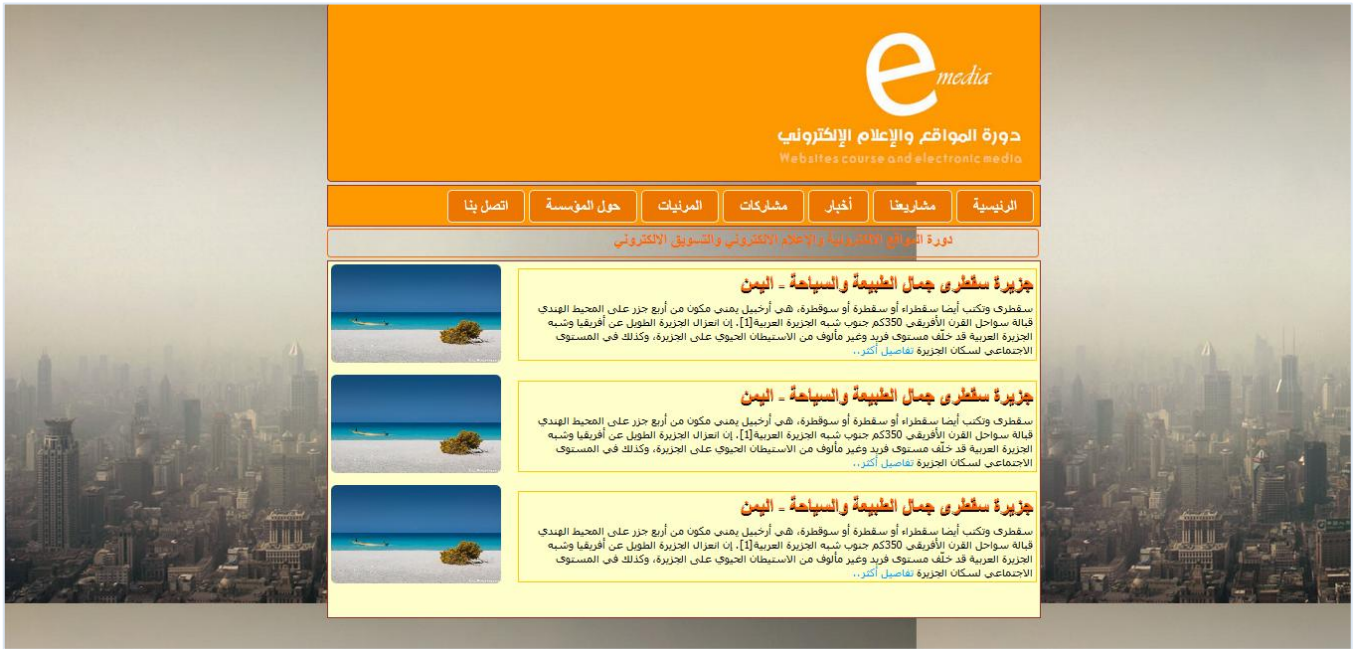 e media
دورة المواقع والإعلام الإلكتروني
Websites course and electronic media
الرئيسية مشاريعنا أخبار مشاركات المرئيات حول المؤسسة اتصل بنا
دورة المواقع الالكترونية والإعلام الالكتروني والتسويق الالكتروني
جزيرة سقطرى جمال الطبيعة والسياحة - اليمن
سقطرى وتكتب أيضا سقطراء أو سقطرة أو سوقطرة، هي أرخبيل يمني مكون من أربع جزر على المحيط الهندي
قبالة سواحل القرن الأفريقي 350كم جنوب شبه الجزيرة العربية[1]. إن انعزال الجزيرة الطويل عن أفريقيا وشبه
الجزيرة العربية قد خلّف مستوى فريد وغير مألوف من الاستيطان الحيوي على الجزيرة، وكذلك في المستوى
الاجتماعي لسكان الجزيرة تفاصيل أكثر..
جزيرة سقطرى جمال الطبيعة والسياحة - اليمن
سقطرى وتكتب أيضا سقطراء أو سقطرة أو سوقطرة، هي أرخبيل يمني مكون من أربع جزر على المحيط الهندي
قبالة سواحل القرن الأفريقي 350كم جنوب شبه الجزيرة العربية[1]. إن انعزال الجزيرة الطويل عن أفريقيا وشبه
الجزيرة العربية قد خلّف مستوى فريد وغير مألوف من الاستيطان الحيوي على الجزيرة، وكذلك في المستوى
الاجتماعي لسكان الجزيرة تفاصيل أكثر..
جزيرة سقطرى جمال الطبيعة والسياحة - اليمن
سقطرى وتكتب أيضا سقطراء أو سقطرة أو سوقطرة، هي أرخبيل يمني مكون من أربع جزر على المحيط الهندي
قبالة سواحل القرن الأفريقي 350كم جنوب شبه الجزيرة العربية[1]. إن انعزال الجزيرة الطويل عن أفريقيا وشبه
الجزيرة العربية قد خلّف مستوى فريد وغير مألوف من الاستيطان الحيوي على الجزيرة، وكذلك في المستوى
الاجتماعي لسكان الجزيرة تفاصيل أكثر..